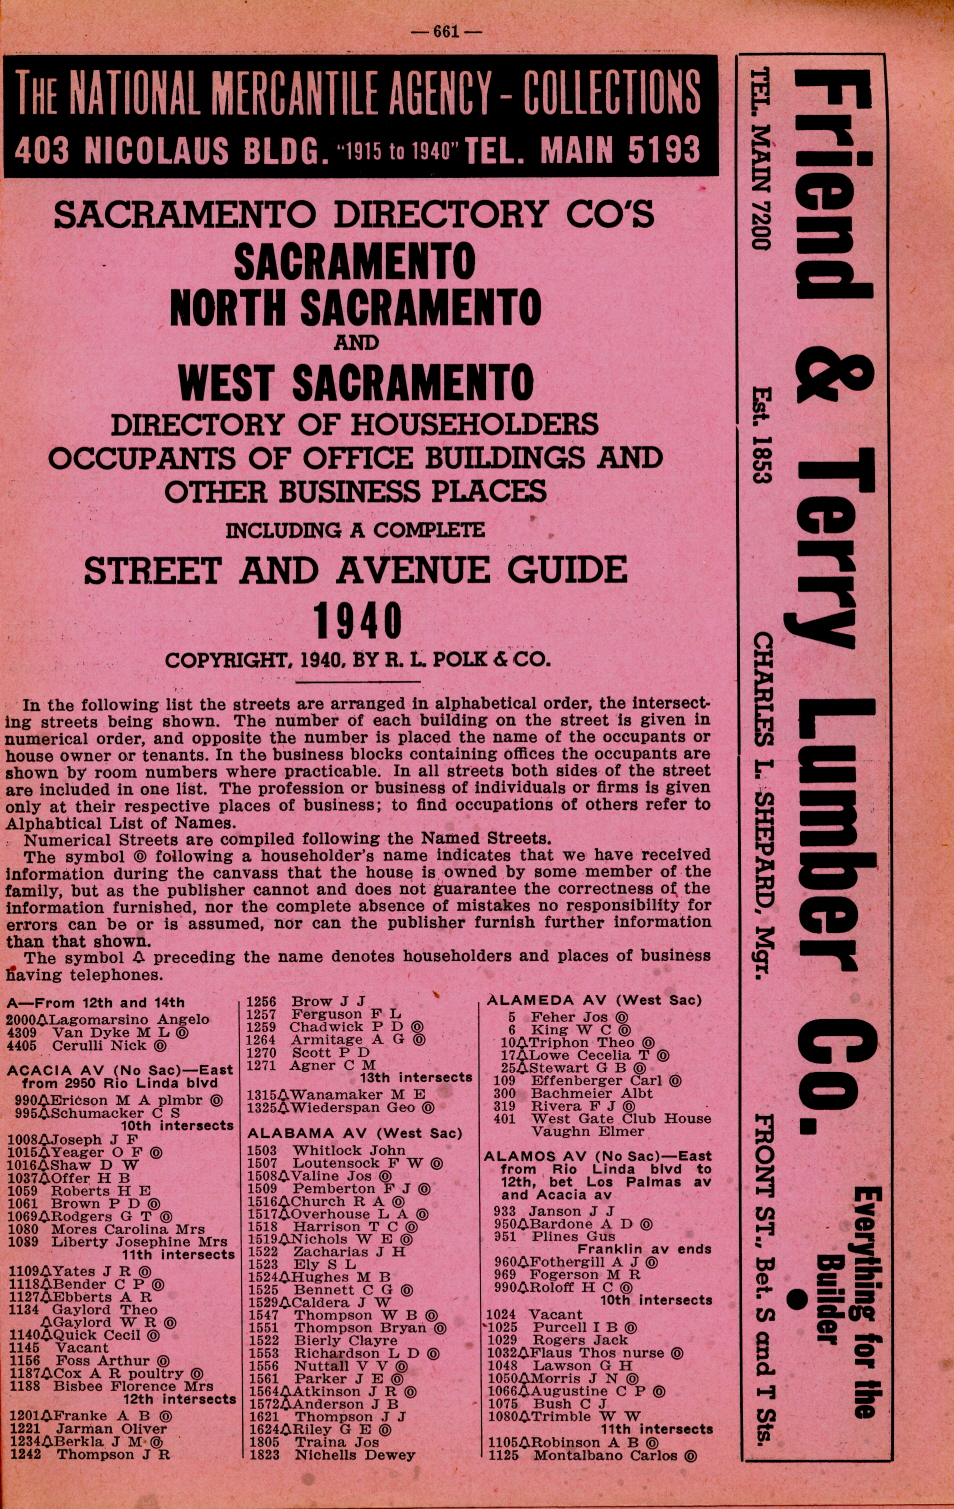 — 661 —
THE NATIONAL MERCANTILE AGENCY - COLLECTIONS
403 NICOLAUS BLDG. "1915 to 1940" TEL. MAIN 5193
SACRAMENTO DIRECTORY CO'S
SACRAMENTO
NORTH SACRAMENTO
AND
WEST SACRAMENTO
DIRECTORY OF HOUSEHOLDERS
OCCUPANTS OF OFFICE BUILDINGS AND
OTHER BUSINESS PLACES
INCLUDING A COMPLETE
STREET AND AVENUE GUIDE
1940
COPYRIGHT, 1940, BY R. L. POLK & CO.
In the following list the streets are arranged in alphabetical order, the intersect-
ing streets being shown. The number of each building on the street is given in
numerical order, and opposite the number is placed the name of the occupants or
house owner or tenants. In the business blocks containing offices the occupants are
shown by room numbers where practicable. In all streets both sides of the street
are included in one list. The profession or business of individuals or firms is given
only at their respective places of business; to find occupations of others refer to
Alphabtical List of Names.
Numerical Streets are compiled following the Named Streets.
The symbol ⓞ following a householder's name indicates that we have received
information during the canvass that the house is owned by some member of the
family, but as the publisher cannot and does not guarantee the correctness of the
information furnished, nor the complete absence of mistakes no responsibility for
errors can be or is assumed, nor can the publisher furnish further information
than that shown.
The symbol △ preceding the name denotes householders and places of business
having telephones.
A—From 12th and 14th
2000△Lagomarsino Angelo
4309 Van Dyke M L ⓞ
4405 Cerulli Nick ⓞ
ACACIA AV (No Sac)—East
from 2950 Rio Linda blvd
990△Ericson M A plmbr ⓞ
995△Schumacker C S
10th intersects
1008△Joseph J F
1015△Yeager O F ⓞ
1016△Shaw D W
1037△Offer H B
1059 Roberts H E
1061 Brown P D ⓞ
1069△Rodgers G T ⓞ
1080 Mores Carolina Mrs
1089 Liberty Josephine Mrs
11th intersects
1109△Yates J R ⓞ
1118△Bender C P ⓞ
1127△Ebberts A R
1134 Gaylord Theo
△Gaylord W R ⓞ
1140△Quick Cecil ⓞ
1145 Vacant
1156 Foss Arthur ⓞ
1187△Cox A R poultry ⓞ
1188 Bisbee Florence Mrs
12th intersects
1201△Franke A B ⓞ
1221 Jarman Oliver
1234△Berkla J M ⓞ
1242 Thompson J R
1256 Brow J J
1257 Ferguson F L
1259 Chadwick P D ⓞ
1264 Armitage A G ⓞ
1270 Scott P D
1271 Agner C M
13th intersects
1315△Wanamaker M E
1325△Wiederspan Geo ⓞ
ALABAMA AV (West Sac)
1503 Whitlock John
1507 Loutensock F W ⓞ
1508△Valine Jos ⓞ
1509 Pemberton F J ⓞ
1516△Church R A ⓞ
1517△Overhouse L A ⓞ
1518 Harrison T C ⓞ
1519△Nichols W E ⓞ
1522 Zacharias J H
1523 Ely S L
1524△Hughes M B
1525 Bennett C G ⓞ
1529△Caldera J W
1547 Thompson W B ⓞ
1551 Thompson Bryan ⓞ
1522 Bierly Clayre
1553 Richardson L D ⓞ
1556 Nuttall V V ⓞ
1561 Parker J E ⓞ
1564△Atkinson J R ⓞ
1572△Anderson J B
1621 Thompson J J
1624△Riley G E ⓞ
1805 Traina Jos
1823 Nichells Dewey
ALAMEDA AV (West Sac)
5 Feher Jos ⓞ
6 King W C ⓞ
10△Triphon Theo ⓞ
17△Lowe Cecelia T ⓞ
25△Stewart G B ⓞ
109 Effenberger Carl ⓞ
300 Bachmeier Albt
319 Rivera F J ⓞ
401 West Gate Club House
Vaughn Elmer
ALAMOS AV (No Sac)—East
from Rio Linda blvd to
12th, bet Los Palmas av
and Acacia av
933 Janson J J
950△Bardone A D ⓞ
951 Plines Gus
Franklin av ends
960△Fothergill A J ⓞ
969 Fogerson M R
990△Roloff H C ⓞ
10th intersects
1024 Vacant
1025 Purcell I B ⓞ
1029 Rogers Jack
1032△Flaus Thos nurse ⓞ
1048 Lawson G H
1050△Morris J N ⓞ
1066△Augustine C P ⓞ
1075 Bush C J
1080△Trimble W W
11th intersects
1105△Robinson A B ⓞ
1125 Montalbano Carlos ⓞ
Friend & Terry Lumber Co.
Everything for the
Builder
TEL. MAIN 7200 Est. 1853 CHARLES L. SHEPARD, Mgr. FRONT ST., Bet. S and T Sts.